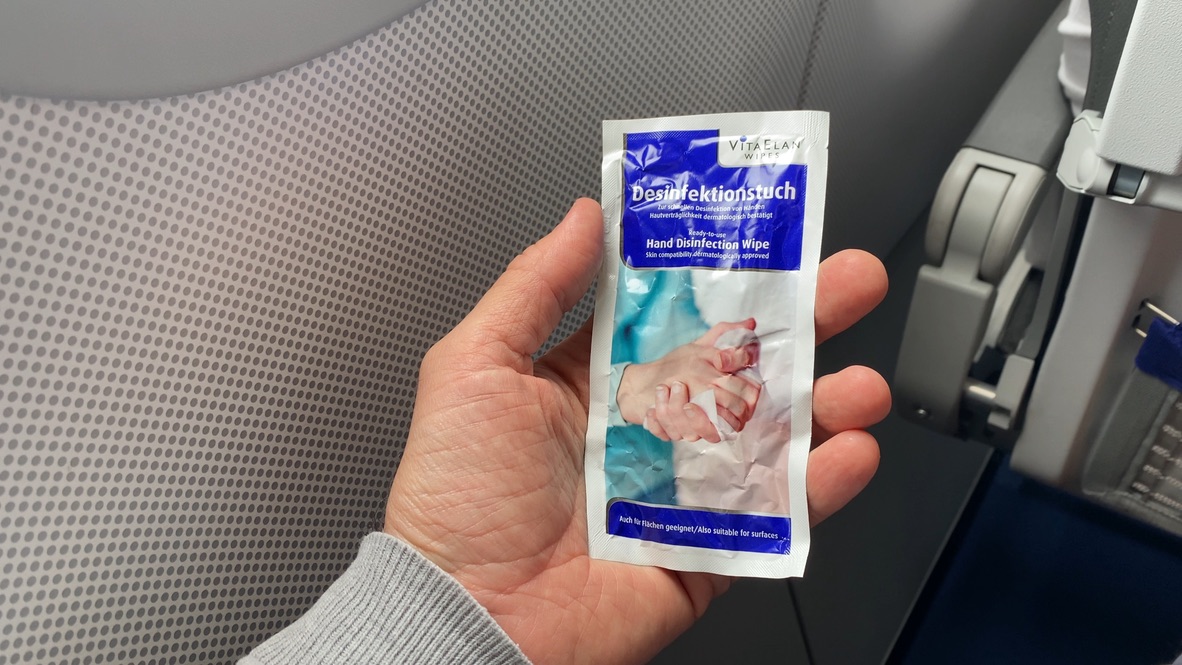 VITAELAN
WIPES
Desinfektionstuch
Zur schnellen Desinfektion von Händen
Hautverträglichkeit dermatologisch bestätigt
Ready-to-use
Hand Disinfection Wipe
Skin compatibility dermatologically approved
Auch für Flächen geeignet/Also suitable for surfaces